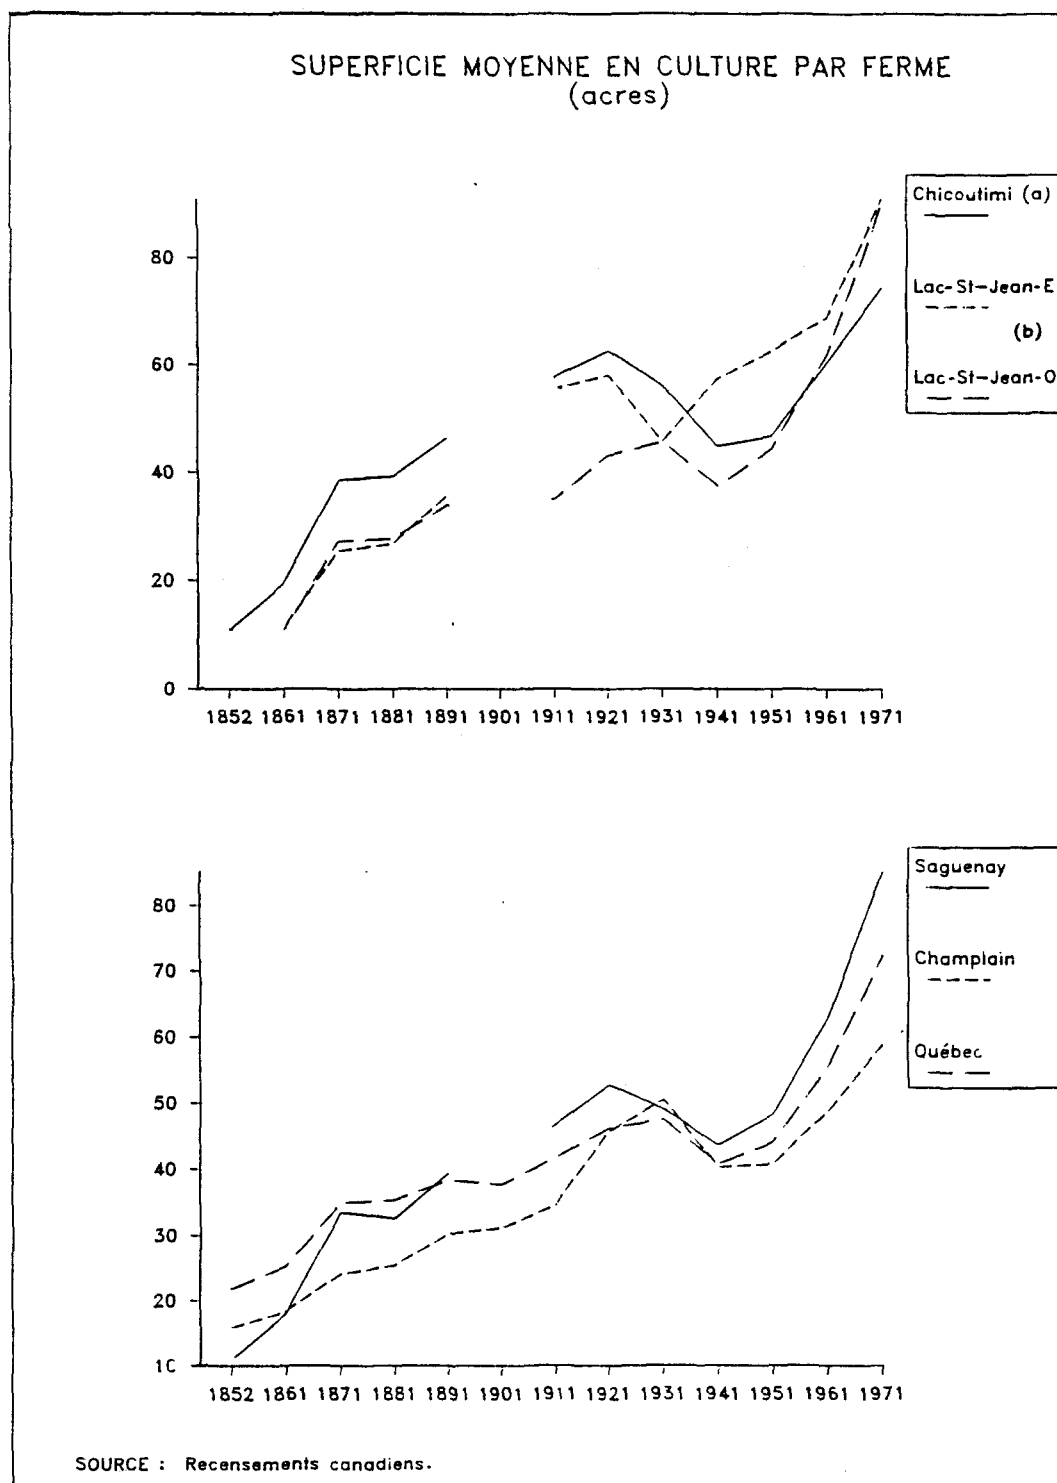 SUPERFICIE MOYENNE EN CULTURE PAR FERME
(acres)
Chicoutimi (a)
Lac-St-Jean-E
(b)
Lac-St-Jean-O
80
60
40
20
0
1852 1861 1871 1881 1891 1901 1911 1921 1931 1941 1951 1961 1971
Saguenay
Champlain
Québec
80
70
60
50
40
30
20
10
1852 1861 1871 1881 1891 1901 1911 1921 1931 1941 1951 1961 1971
SOURCE : Recensements canadiens.